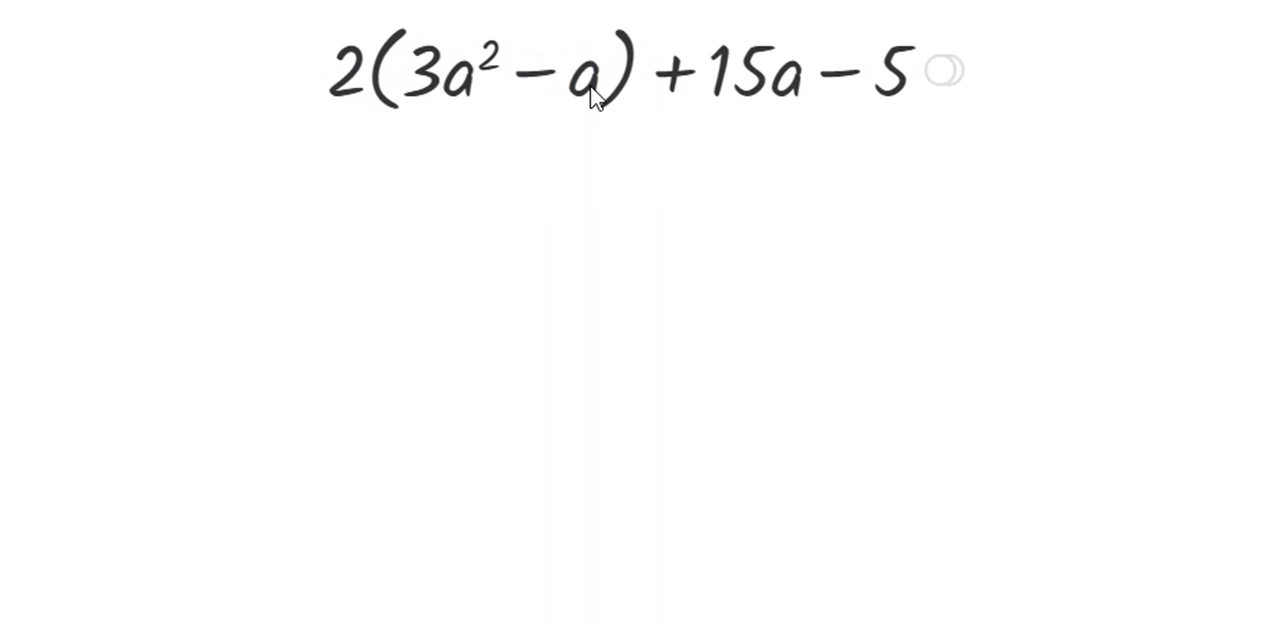 2(3a² − a) + 15a − 5